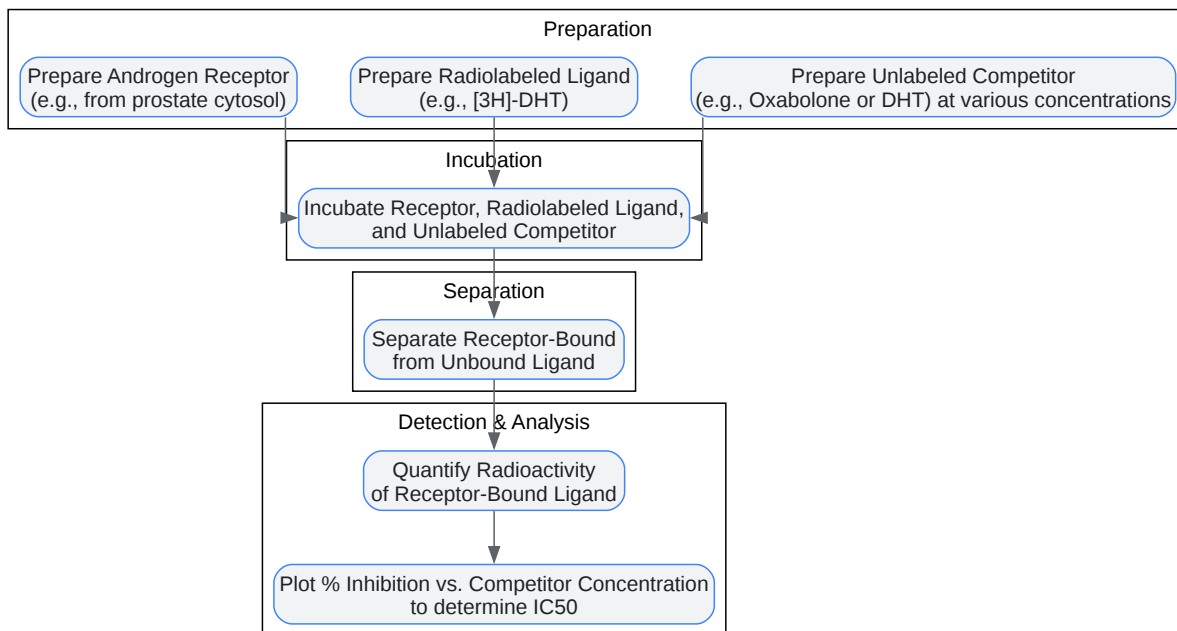 Preparation
Prepare Androgen Receptor
(e.g., from prostate cytosol)
Prepare Radiolabeled Ligand
(e.g., [3H]-DHT)
Prepare Unlabeled Competitor
(e.g., Oxabolone or DHT) at various concentrations
Incubation
Incubate Receptor, Radiolabeled Ligand,
and Unlabeled Competitor
Separation
Separate Receptor-Bound
from Unbound Ligand
Detection & Analysis
Quantify Radioactivity
of Receptor-Bound Ligand
Plot % Inhibition vs. Competitor Concentration
to determine IC50